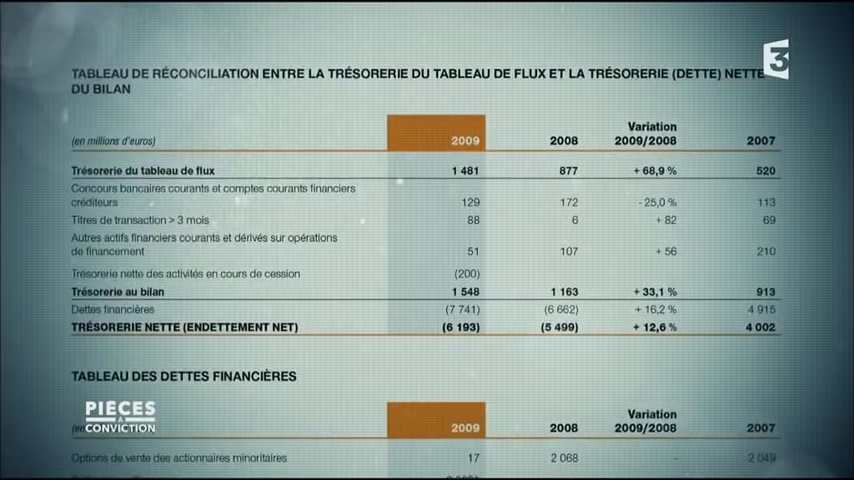 3
TABLEAU DE RÉCONCILIATION ENTRE LA TRÉSORERIE DU TABLEAU DE FLUX ET LA TRÉSORERIE (DETTE) NETTE
DU BILAN
(en millions d'euros) 2009 2008 Variation 2009/2008 2007
Trésorerie du tableau de flux 1 481 877 + 68,9 % 520
Concours bancaires courants et comptes courants financiers
créditeurs 129 172 - 25,0 % 113
Titres de transaction > 3 mois 88 6 + 82 69
Autres actifs financiers courants et dérivés sur opérations
de financement 51 107 + 56 210
Trésorerie nette des activités en cours de cession (200)
Trésorerie au bilan 1 548 1 163 + 33,1 % 913
Dettes financières (7 741) (6 662) + 16,2 % 4 915
TRÉSORERIE NETTE (ENDETTEMENT NET) (6 193) (5 499) + 12,6 % 4 002
TABLEAU DES DETTES FINANCIÈRES
(en 2009 2008 Variation 2009/2008 2007
PIÈCES
À
CONVICTION
Options de vente des actionnaires minoritaires 17 2 068 - 2 049